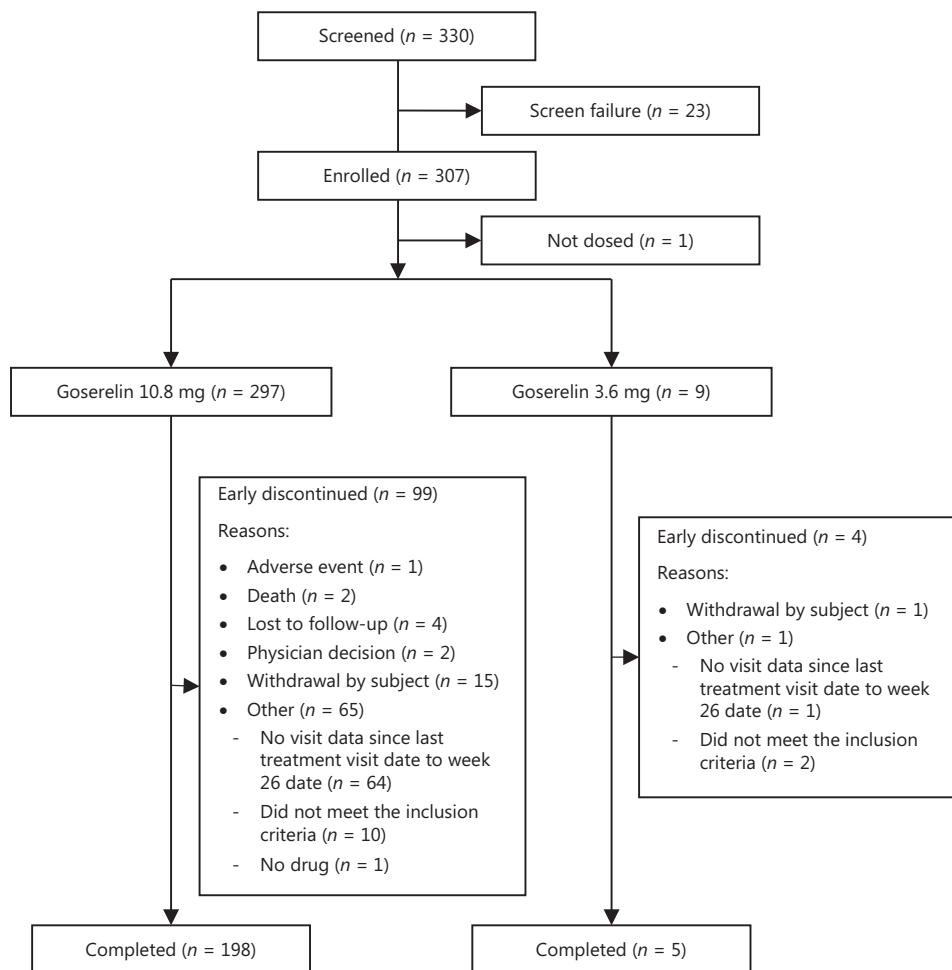 Screened (n = 330)
Screen failure (n = 23)
Enrolled (n = 307)
Not dosed (n = 1)
Goserelin 10.8 mg (n = 297)
Goserelin 3.6 mg (n = 9)
Early discontinued (n = 99)
Reasons:
• Adverse event (n = 1)
• Death (n = 2)
• Lost to follow-up (n = 4)
• Physician decision (n = 2)
• Withdrawal by subject (n = 15)
• Other (n = 65)
- No visit data since last
treatment visit date to week
26 date (n = 64)
- Did not meet the inclusion
criteria (n = 10)
- No drug (n = 1)
Early discontinued (n = 4)
Reasons:
• Withdrawal by subject (n = 1)
• Other (n = 1)
- No visit data since last
treatment visit date to week
26 date (n = 1)
- Did not meet the inclusion
criteria (n = 2)
Completed (n = 198)
Completed (n = 5)